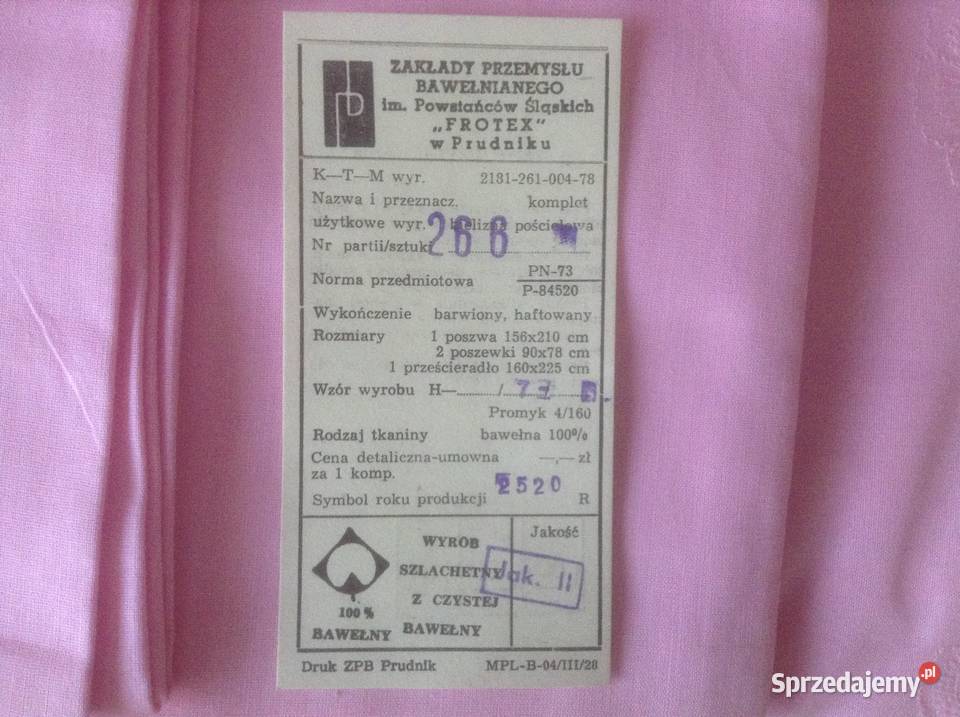 ZAKŁADY PRZEMYSŁU
BAWEŁNIANEGO
im. Powstańców Śląskich
„FROTEX"
w Prudniku
K—T—M wyr. 2131-261-004-78
Nazwa i przeznacz. komplet
użytkowe wyr. bielizna pościelowa
Nr partii/sztuki 266
Norma przedmiotowa PN-73
P-84520
Wykończenie barwiony, haftowany
Rozmiary 1 poszwa 156x210 cm
2 poszewki 90x78 cm
1 prześcieradło 160x225 cm
Wzór wyrobu H—........../..........
Promyk 4/160
Rodzaj tkaniny bawełna 100%
Cena detaliczna-umowna —,— zł
za 1 komp. 2520
Symbol roku produkcji R
WYRÓB
SZLACHETNY
Z CZYSTEJ
BAWEŁNY
100 %
BAWEŁNY
Jakość
Jak. II
Druk ZPB Prudnik MPL-B-04/III/28
Sprzedajemy.pl